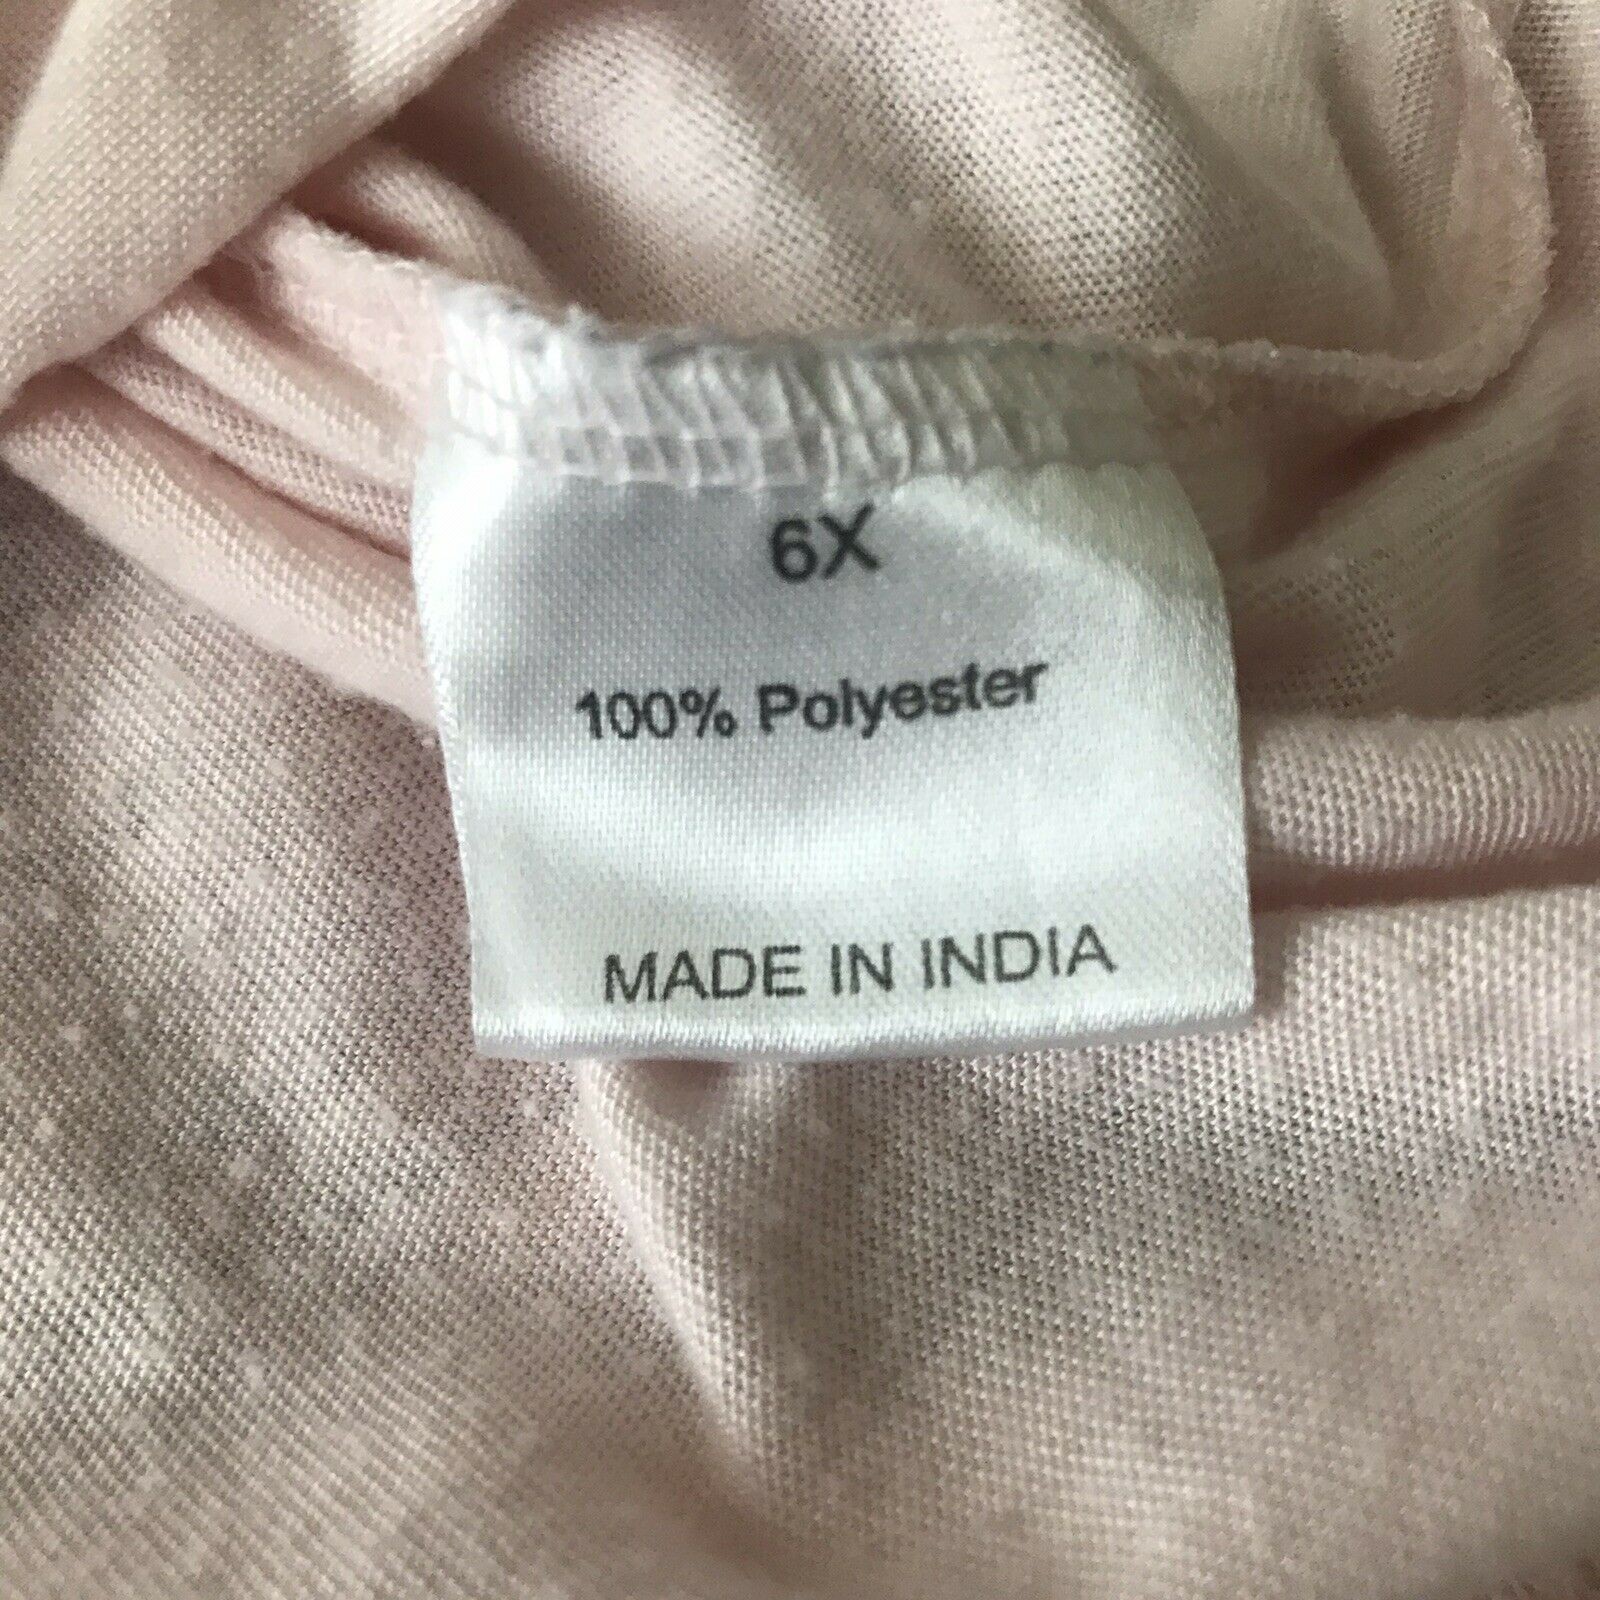 6X
100% Polyester
MADE IN INDIA